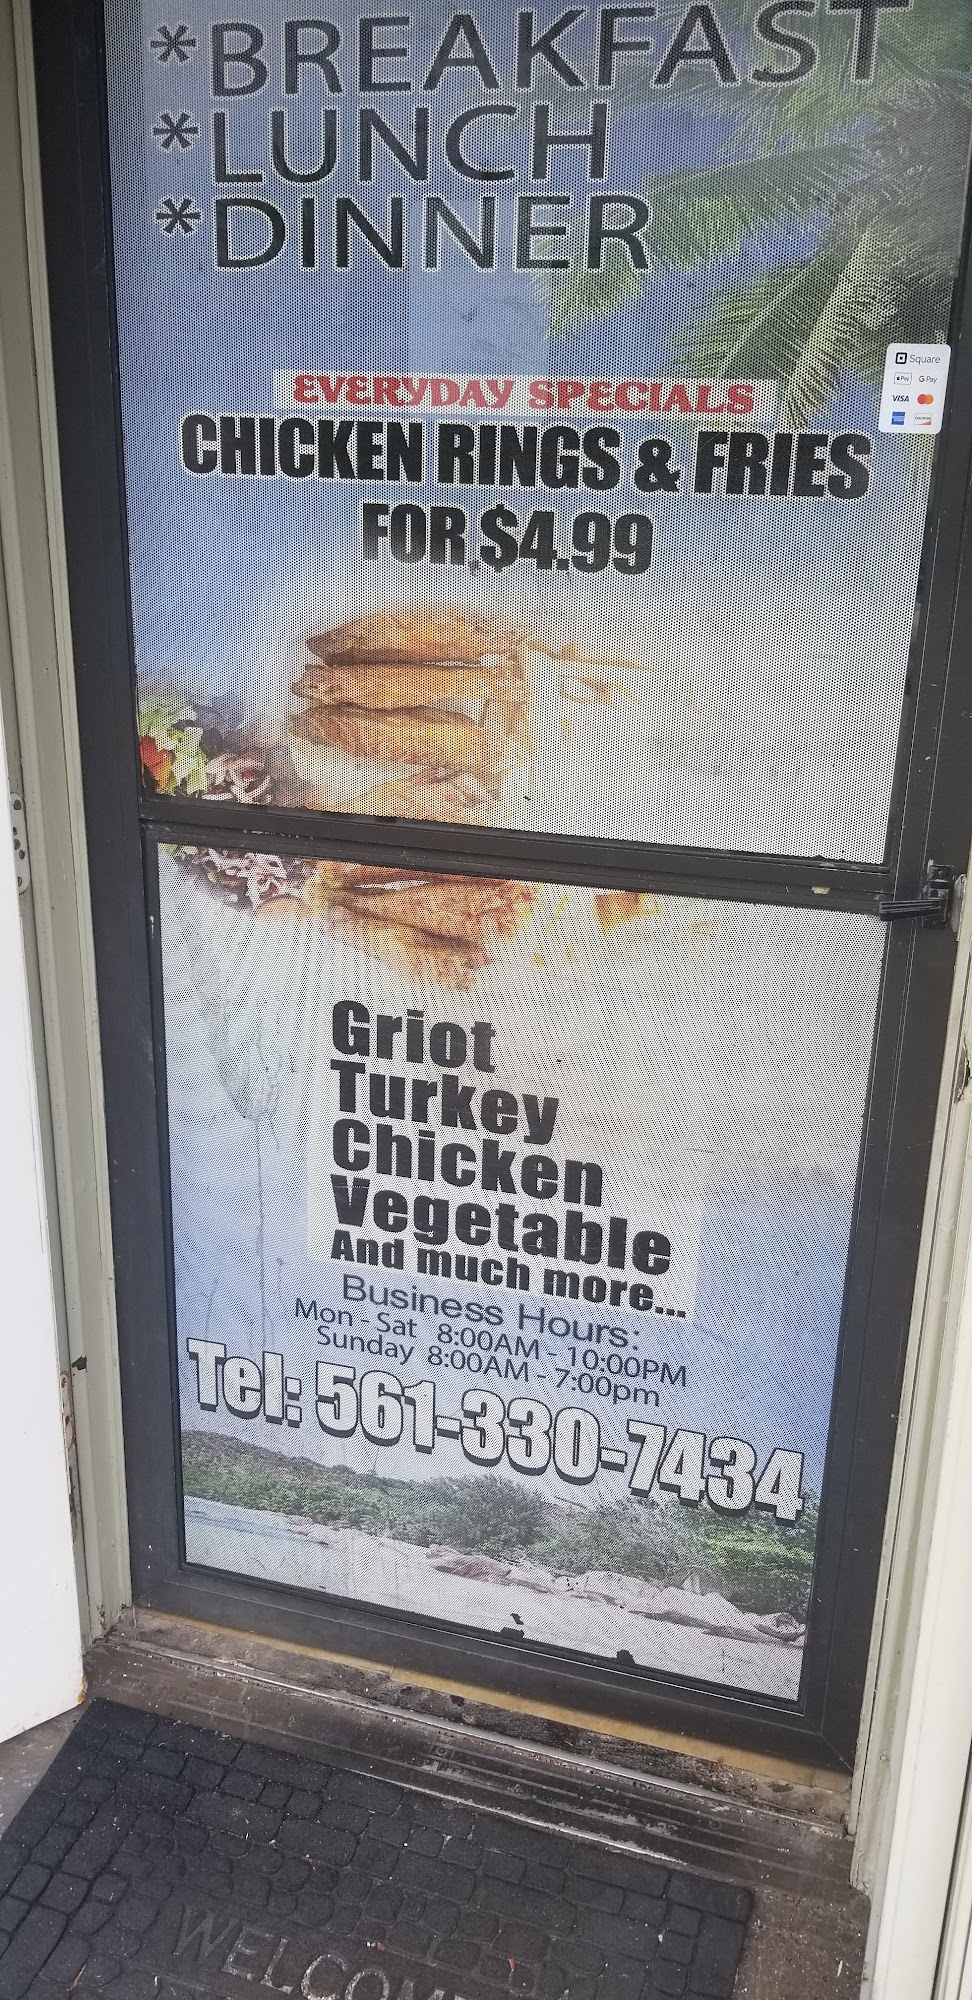 *BREAKFAST
*LUNCH
*DINNER
Square
Pay G Pay
VISA
EVERYDAY SPECIALS
CHICKEN RINGS & FRIES
FOR $4.99
Griot
Turkey
Chicken
Vegetable
And much more...
Business Hours:
Mon - Sat 8:00AM - 10:00PM
Sunday 8:00AM - 7:00pm
Tel: 561-330-7434
WELCOME